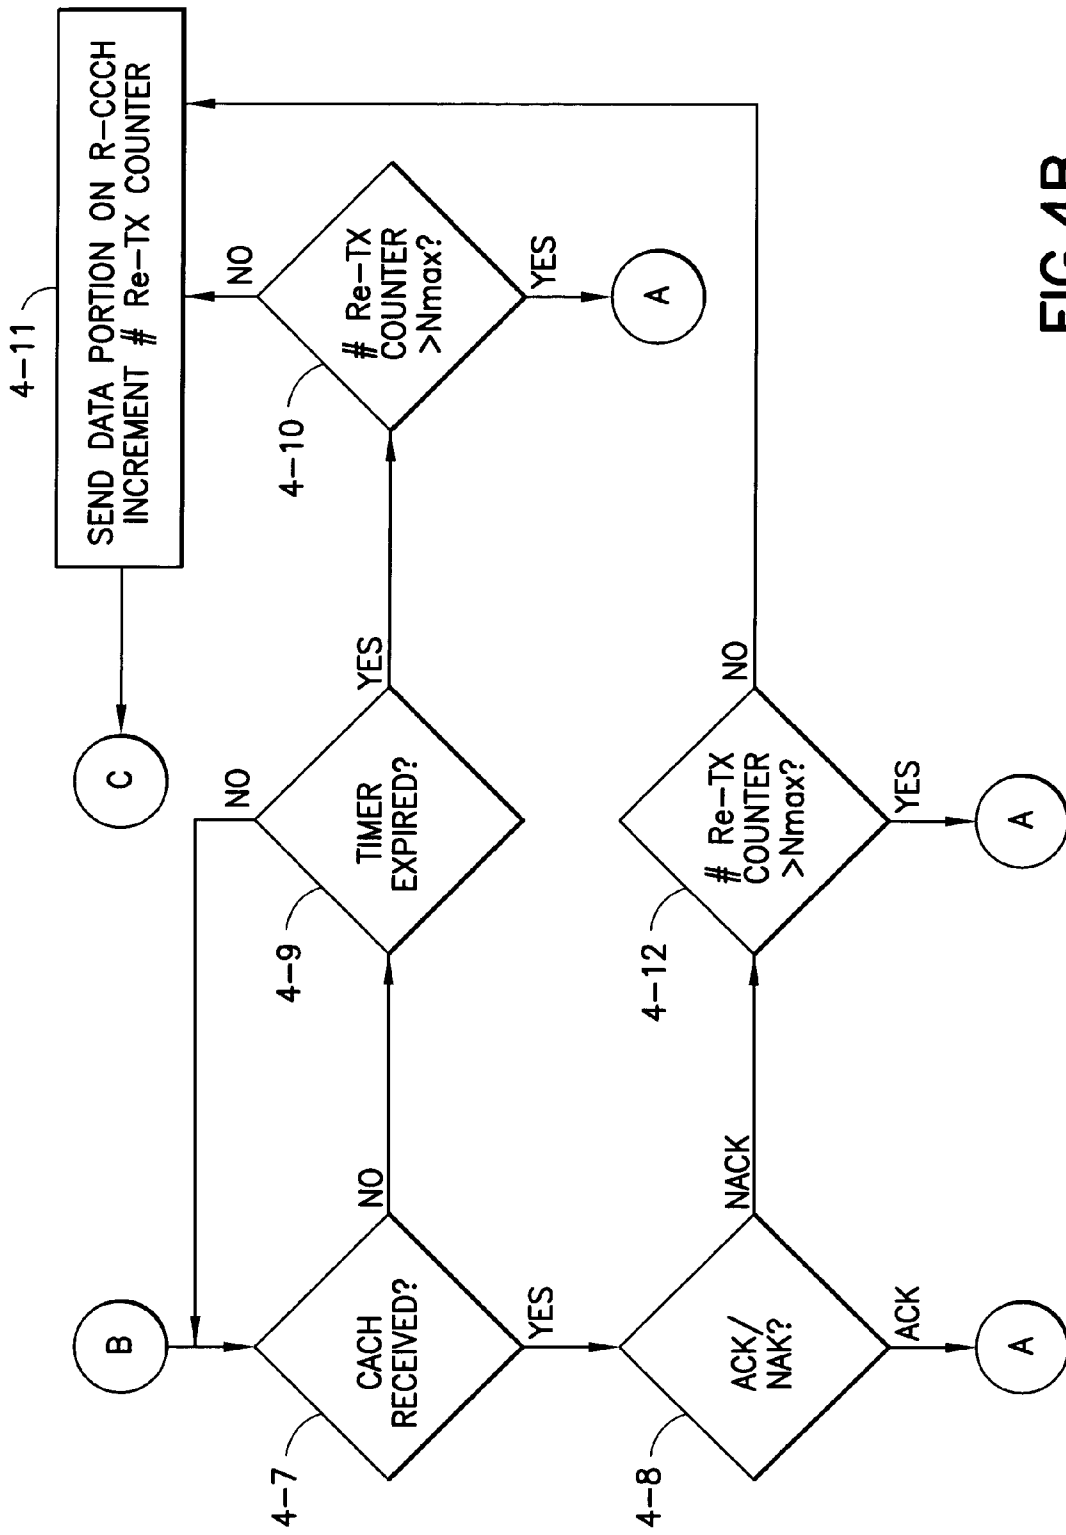 B
4-7
CACH
RECEIVED?
NO
YES
4-8
ACK/
NAK?
NACK
ACK
A
C
NO
4-9
TIMER
EXPIRED?
YES
4-12
# Re-TX
COUNTER
>Nmax?
NO
YES
A
4-11
SEND DATA PORTION ON R-CCCH
INCREMENT # Re-TX COUNTER
NO
4-10
# Re-TX
COUNTER
>Nmax?
YES
A
FIG.4B